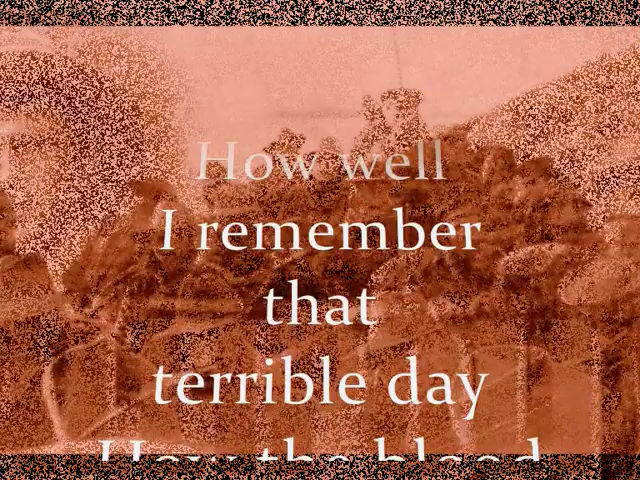 How well
I remember
that
terrible day
How the blood